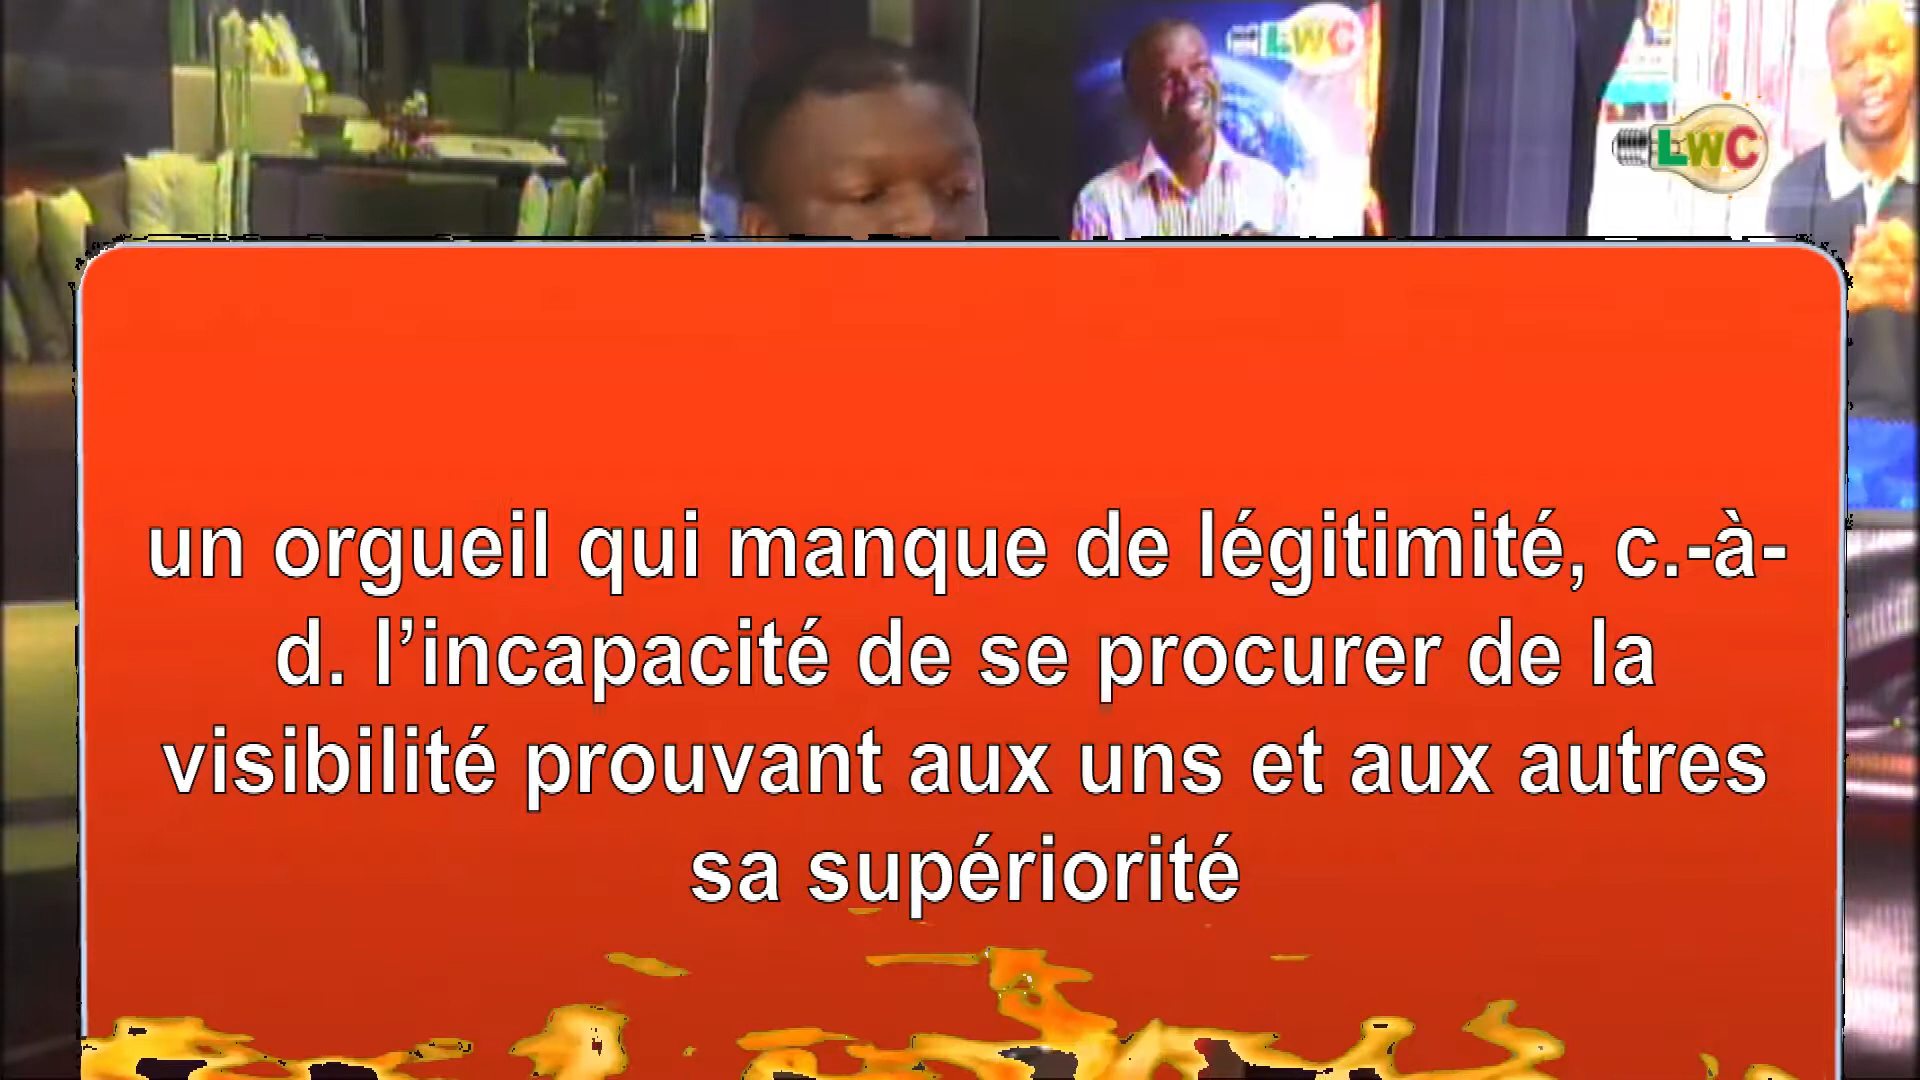 LWC
LWC
un orgueil qui manque de légitimité, c.-à-
d. l’incapacité de se procurer de la
visibilité prouvant aux uns et aux autres
sa supériorité